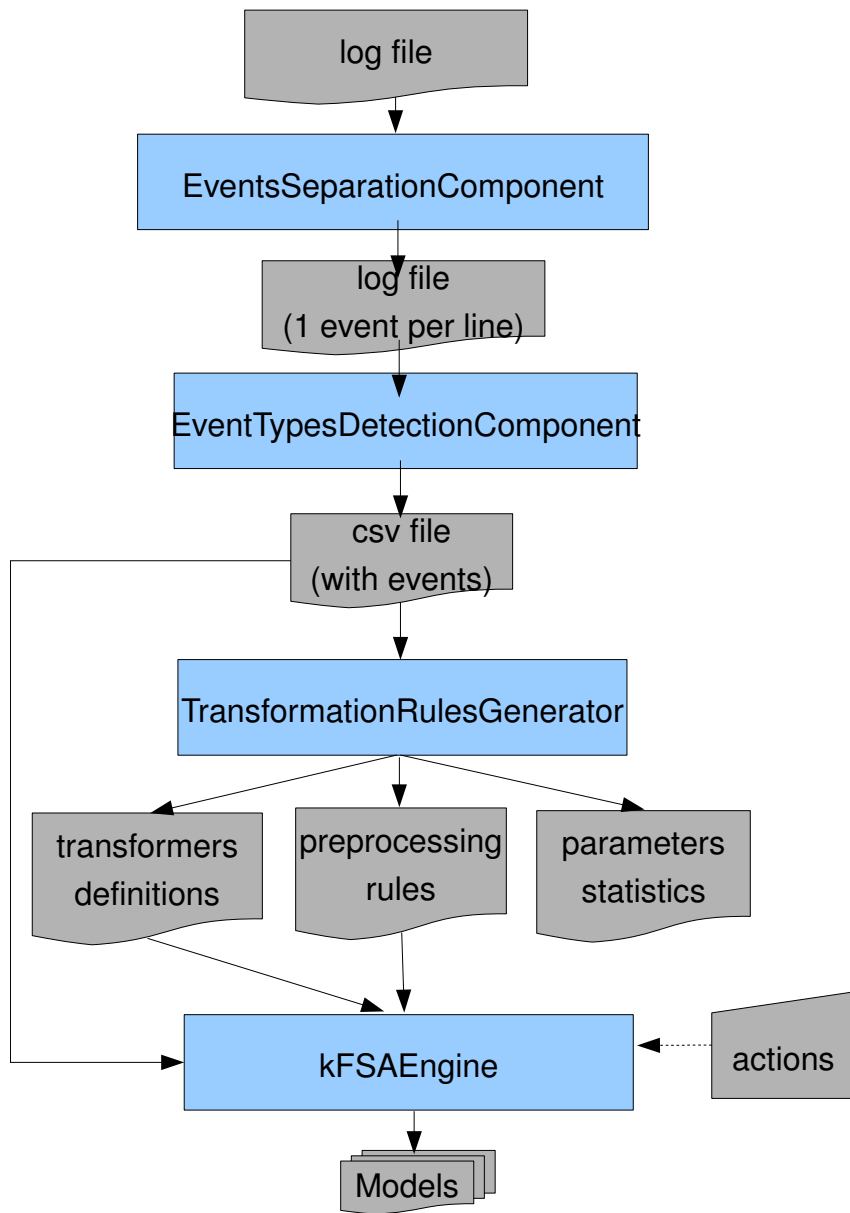 log file
EventsSeparationComponent
log file
(1 event per line)
EventTypesDetectionComponent
csv file
(with events)
TransformationRulesGenerator
transformers
definitions
preprocessing
rules
parameters
statistics
kFSAEngine
actions
Models